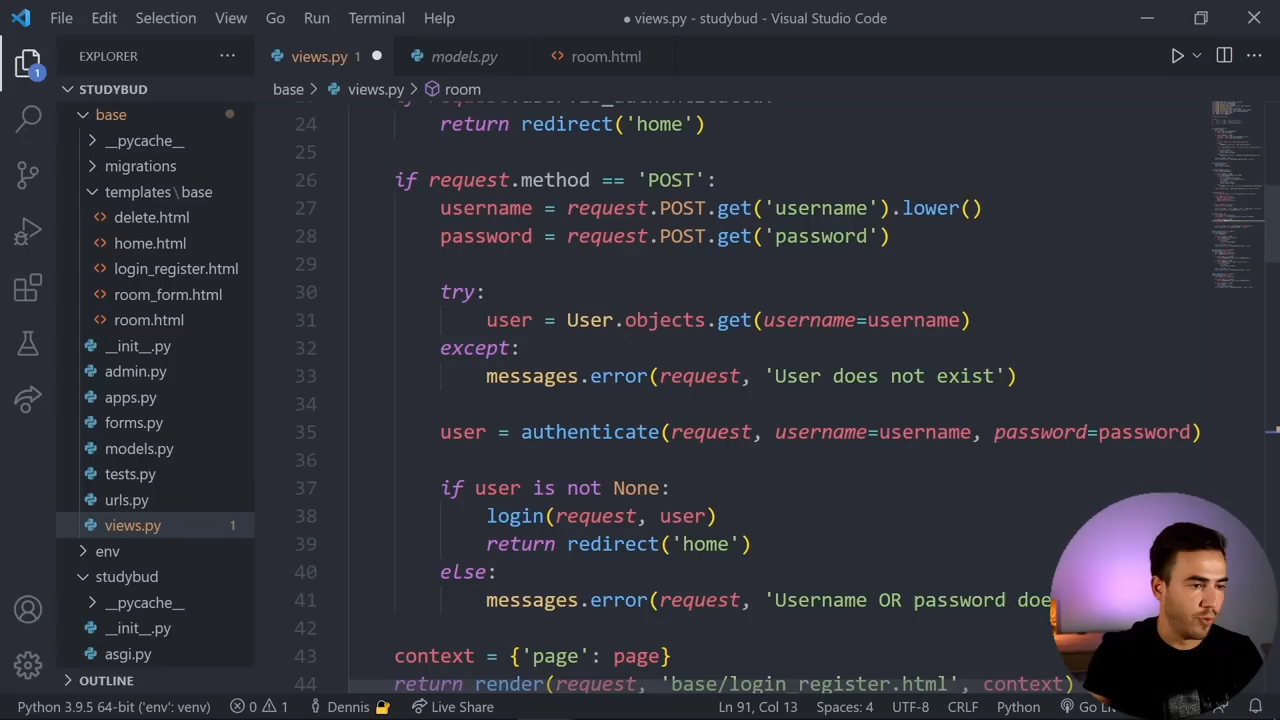 File Edit Selection View Go Run Terminal Help
● views.py - studybud - Visual Studio Code
EXPLORER
views.py 1
models.py
room.html
STUDYBUD
base > views.py > room
1
base
__pycache__
migrations
templates\base
delete.html
home.html
login_register.html
room_form.html
room.html
__init__.py
admin.py
apps.py
forms.py
models.py
tests.py
urls.py
views.py 1
env
studybud
__pycache__
__init__.py
asgi.py
OUTLINE
24 return redirect('home')
25
26 if request.method == 'POST':
27 username = request.POST.get('username').lower()
28 password = request.POST.get('password')
29
30 try:
31 user = User.objects.get(username=username)
32 except:
33 messages.error(request, 'User does not exist')
34
35 user = authenticate(request, username=username, password=password)
36
37 if user is not None:
38 login(request, user)
39 return redirect('home')
40 else:
41 messages.error(request, 'Username OR password doe
42
43 context = {'page': page}
44 return render(request, 'base/login_register.html', context)
Python 3.9.5 64-bit ('env': venv) 0 1 Dennis Live Share Ln 91, Col 13 Spaces: 4 UTF-8 CRLF Python Go Li